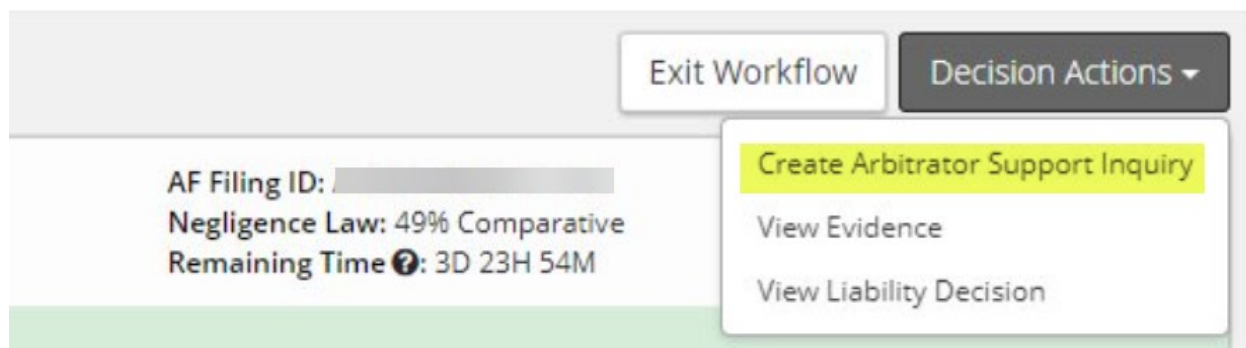 Exit Workflow
Decision Actions
AF Filing ID:
Negligence Law: 49% Comparative
Remaining Time ?: 3D 23H 54M
Create Arbitrator Support Inquiry
View Evidence
View Liability Decision